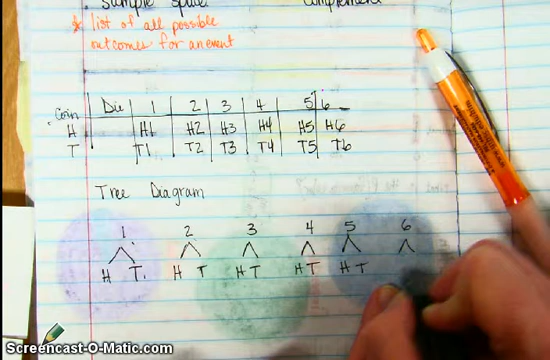 Sample Space Complement
* list of all possible
outcomes for an event
Coin Die 1 2 3 4 5 6
H H1 H2 H3 H4 H5 H6
T T1 T2 T3 T4 T5 T6
Tree Diagram
1 2 3 4 5 6
H T H T H T H T H T
Screencast-O-Matic.com